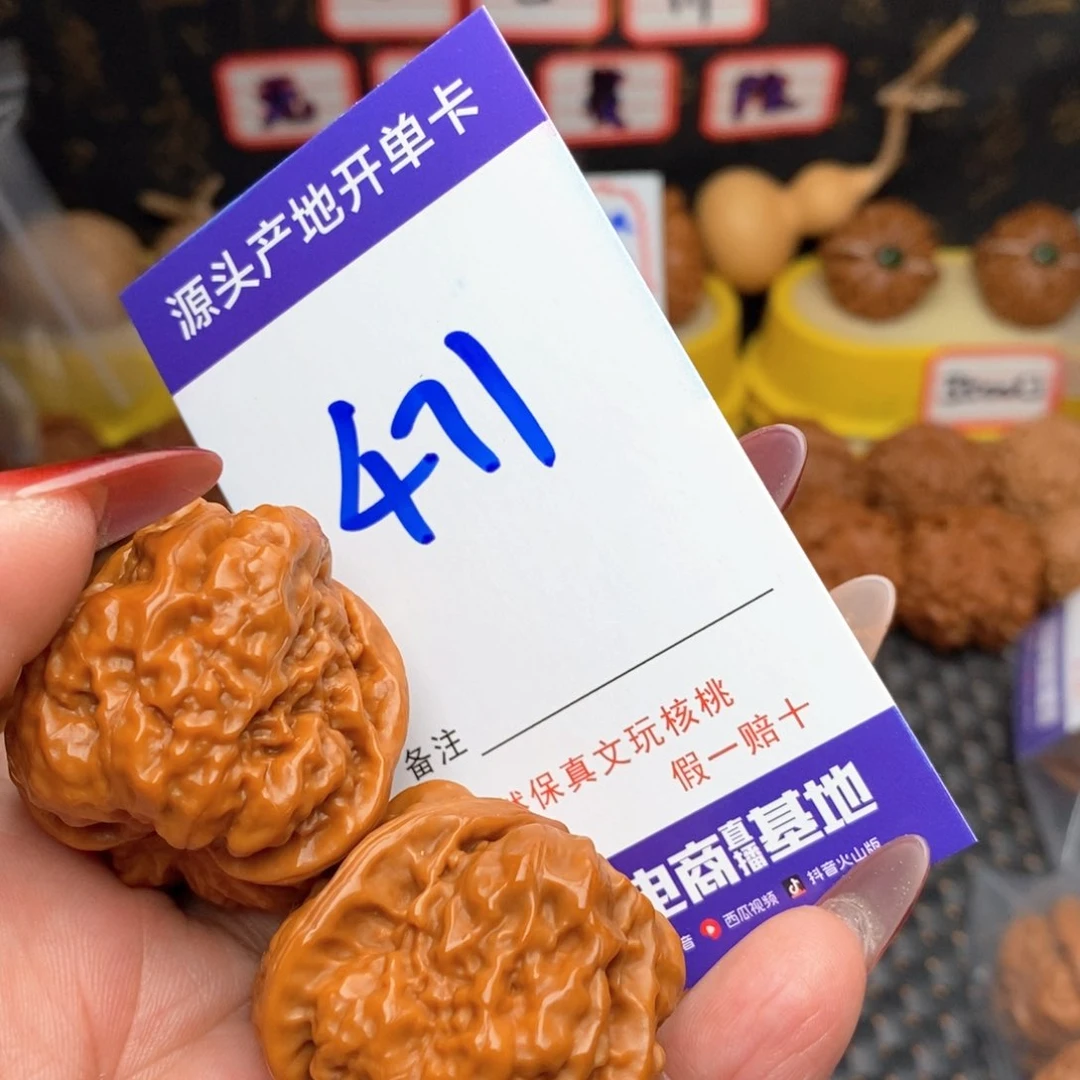 源头产地开单卡
471
备注
保真文玩核桃
假一赔十
电商直播基地
音 西瓜视频 抖音火山版